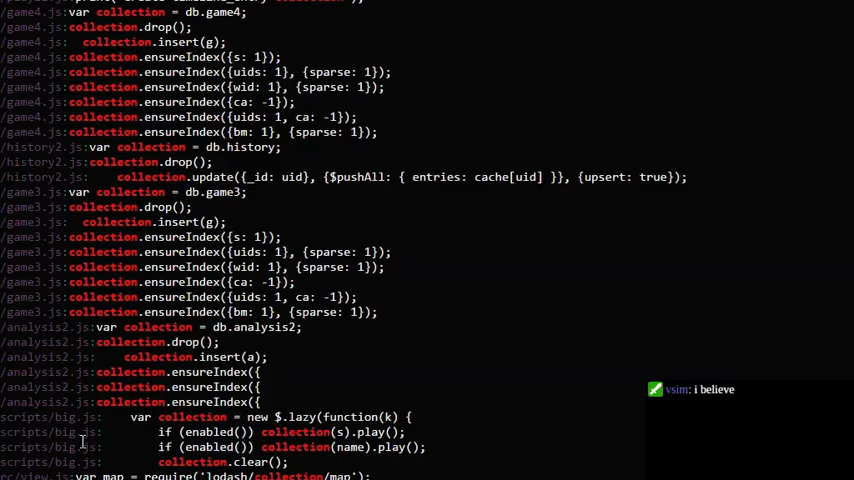 /game4.js:var collection = db.game4;
/game4.js:collection.drop();
/game4.js:  collection.insert(g);
/game4.js:collection.ensureIndex({s: 1});
/game4.js:collection.ensureIndex({uids: 1}, {sparse: 1});
/game4.js:collection.ensureIndex({wid: 1}, {sparse: 1});
/game4.js:collection.ensureIndex({ca: -1});
/game4.js:collection.ensureIndex({uids: 1, ca: -1});
/game4.js:collection.ensureIndex({bm: 1}, {sparse: 1});
/history2.js:var collection = db.history;
/history2.js:collection.drop();
/history2.js:    collection.update({_id: uid}, {$pushAll: { entries: cache[uid] }}, {upsert: true});
/game3.js:var collection = db.game3;
/game3.js:collection.drop();
/game3.js:  collection.insert(g);
/game3.js:collection.ensureIndex({s: 1});
/game3.js:collection.ensureIndex({uids: 1}, {sparse: 1});
/game3.js:collection.ensureIndex({wid: 1}, {sparse: 1});
/game3.js:collection.ensureIndex({ca: -1});
/game3.js:collection.ensureIndex({uids: 1, ca: -1});
/game3.js:collection.ensureIndex({bm: 1}, {sparse: 1});
/analysis2.js:var collection = db.analysis2;
/analysis2.js:collection.drop();
/analysis2.js:    collection.insert(a);
/analysis2.js:collection.ensureIndex({
/analysis2.js:collection.ensureIndex({
vsim: i believe
/analysis2.js:collection.ensureIndex({
scripts/big.js:    var collection = new $.lazy(function(k) {
scripts/big.js:        if (enabled()) collection(s).play();
scripts/big.js:        if (enabled()) collection(name).play();
scripts/big.js:        collection.clear();
rc/view.js:var map = require('lodash/collection/map');